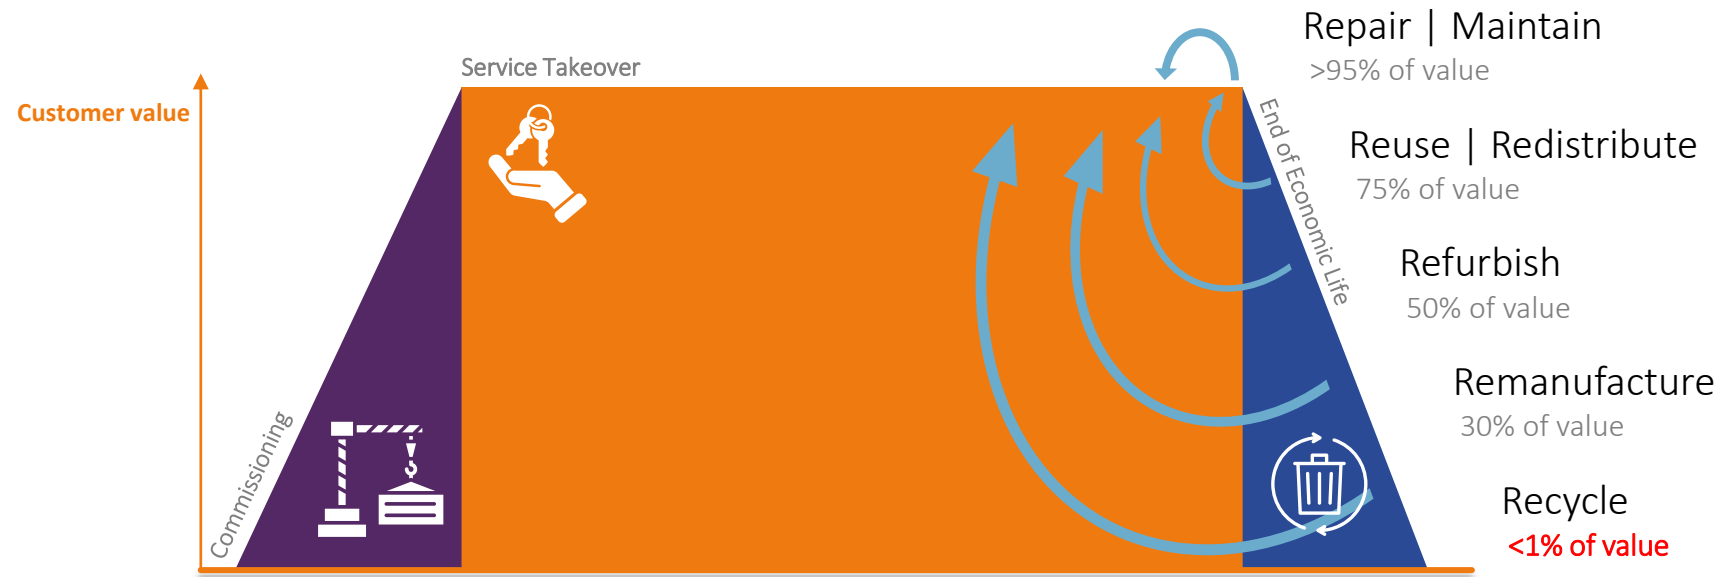 Repair | Maintain
>95% of value
Service Takeover
Customer value
End of Economic Life
Reuse | Redistribute
75% of value
Refurbish
50% of value
Remanufacture
30% of value
Commissioning
Recycle
<1% of value